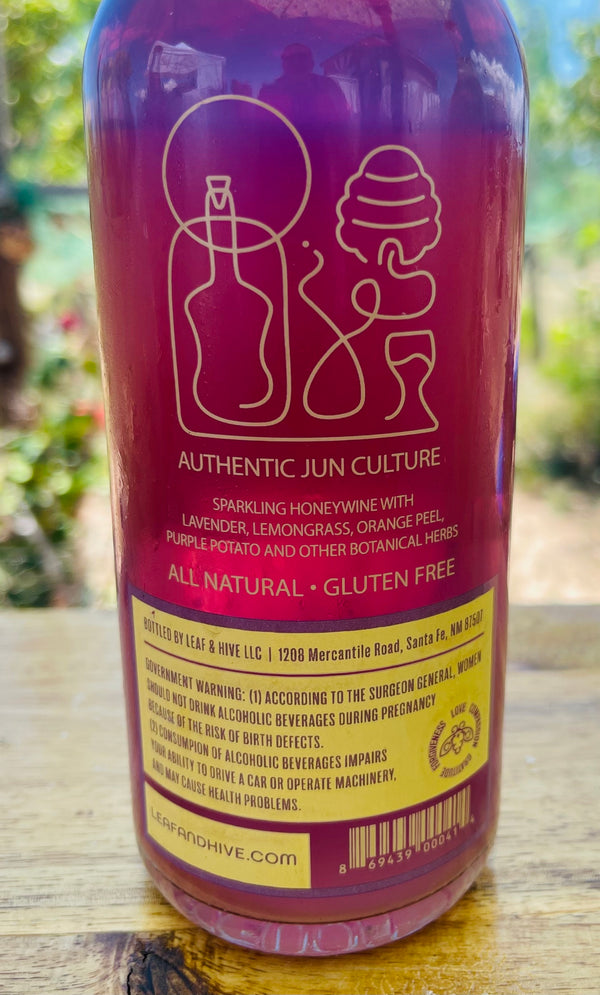 AUTHENTIC JUN CULTURE
SPARKLING HONEYWINE WITH
LAVENDER, LEMONGRASS, ORANGE PEEL,
PURPLE POTATO AND OTHER BOTANICAL HERBS
ALL NATURAL • GLUTEN FREE
BOTTLED BY LEAF & HIVE LLC | 1208 Mercantile Road, Santa Fe, NM 87507
GOVERNMENT WARNING: (1) ACCORDING TO THE SURGEON GENERAL, WOMEN
SHOULD NOT DRINK ALCOHOLIC BEVERAGES DURING PREGNANCY
BECAUSE OF THE RISK OF BIRTH DEFECTS.
(2) CONSUMPION OF ALCOHOLIC BEVERAGES IMPAIRS
YOUR ABILITY TO DRIVE A CAR OR OPERATE MACHINERY,
AND MAY CAUSE HEALTH PROBLEMS.
FORGIVENESS LOVE COMPASSION GRATITUDE
LEAFANDHIVE.COM
8 69439 00041 4